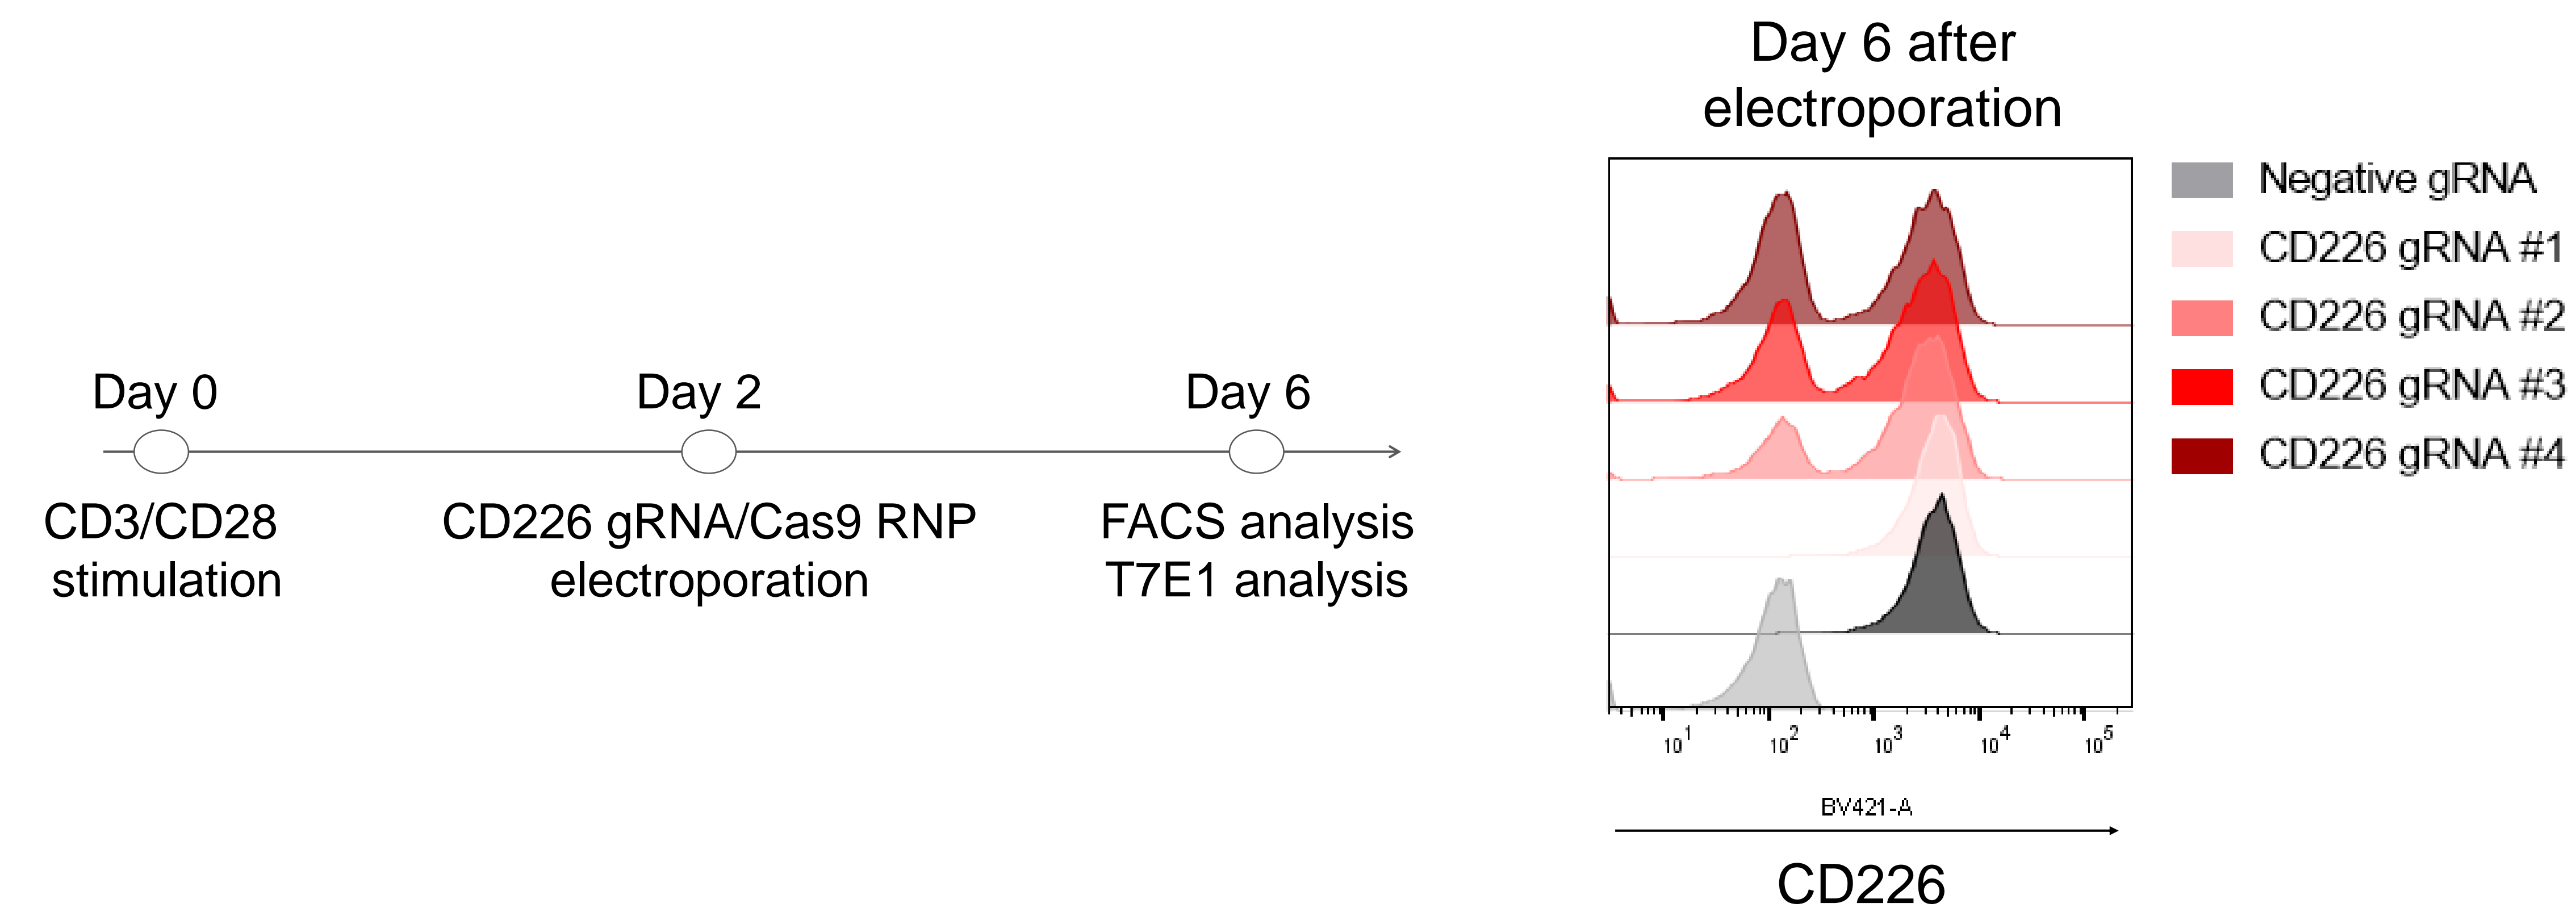 Day 0
CD3/CD28
stimulation
Day 2
CD226 gRNA/Cas9 RNP
electroporation
Day 6
FACS analysis
T7E1 analysis
Day 6 after
electroporation
10^1 10^2 10^3 10^4 10^5
BV421-A
CD226
Negative gRNA
CD226 gRNA #1
CD226 gRNA #2
CD226 gRNA #3
CD226 gRNA #4